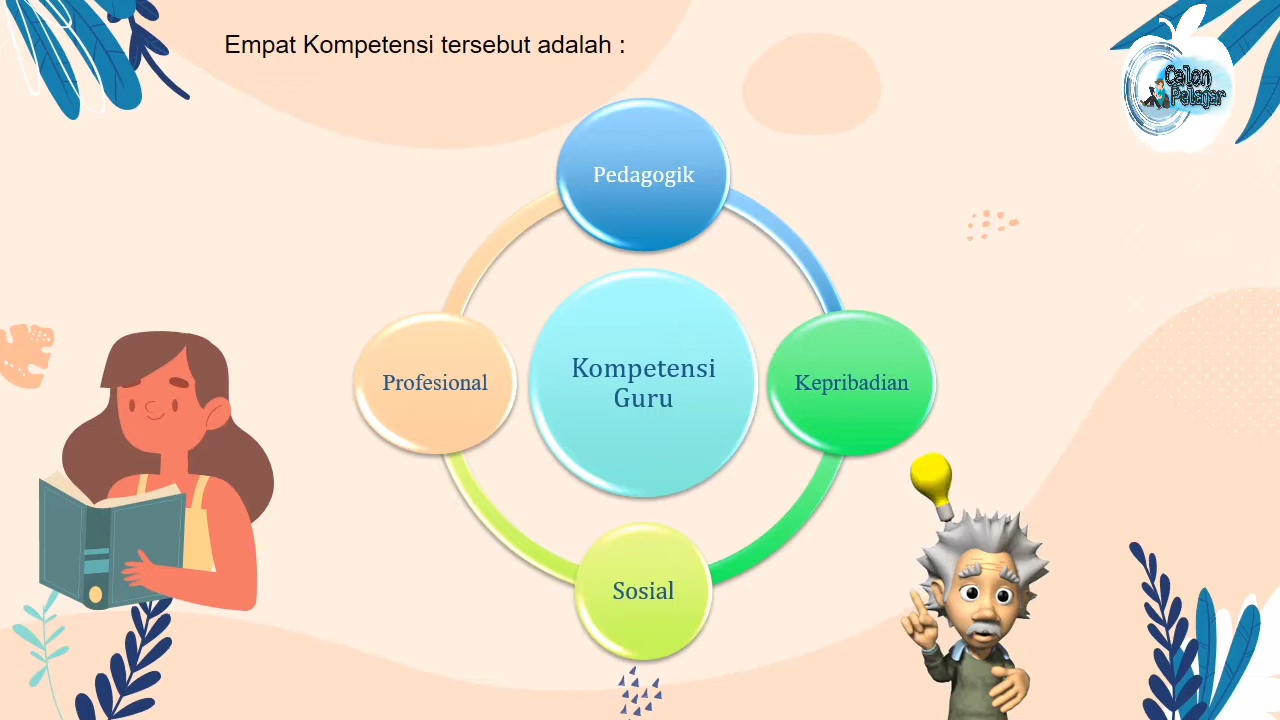 Empat Kompetensi tersebut adalah :
Calon
Pelajar
Pedagogik
Profesional
Kompetensi
Guru
Kepribadian
Sosial